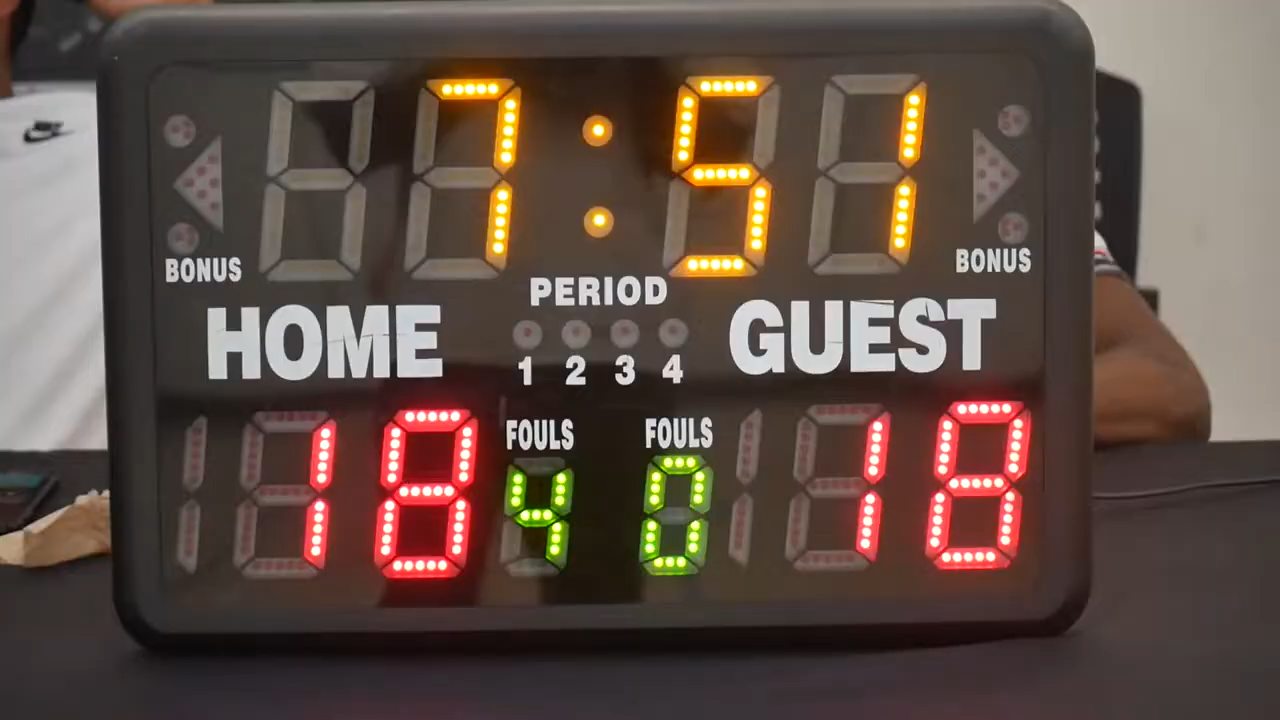 7:51
BONUS
BONUS
PERIOD
HOME
GUEST
1 2 3 4
FOULS FOULS
18 4 0 18